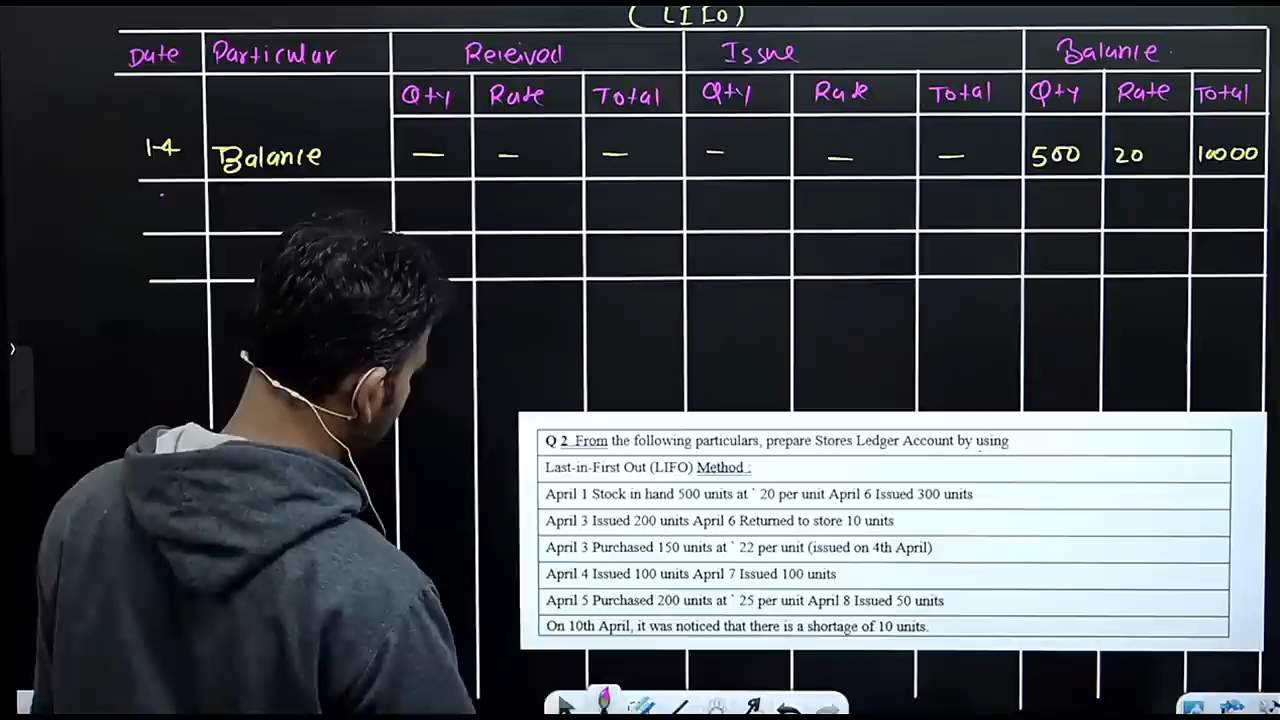 (LIFO)
Date Particular Received Issue Balance
Qty Rate Total Qty Rate Total Qty Rate Total
1-4 Balance — — — — — — 500 20 10000
Q 2 From the following particulars, prepare Stores Ledger Account by using
Last-in-First Out (LIFO) Method :
April 1 Stock in hand 500 units at ` 20 per unit April 6 Issued 300 units
April 3 Issued 200 units April 6 Returned to store 10 units
April 3 Purchased 150 units at ` 22 per unit (issued on 4th April)
April 4 Issued 100 units April 7 Issued 100 units
April 5 Purchased 200 units at ` 25 per unit April 8 Issued 50 units
On 10th April, it was noticed that there is a shortage of 10 units.